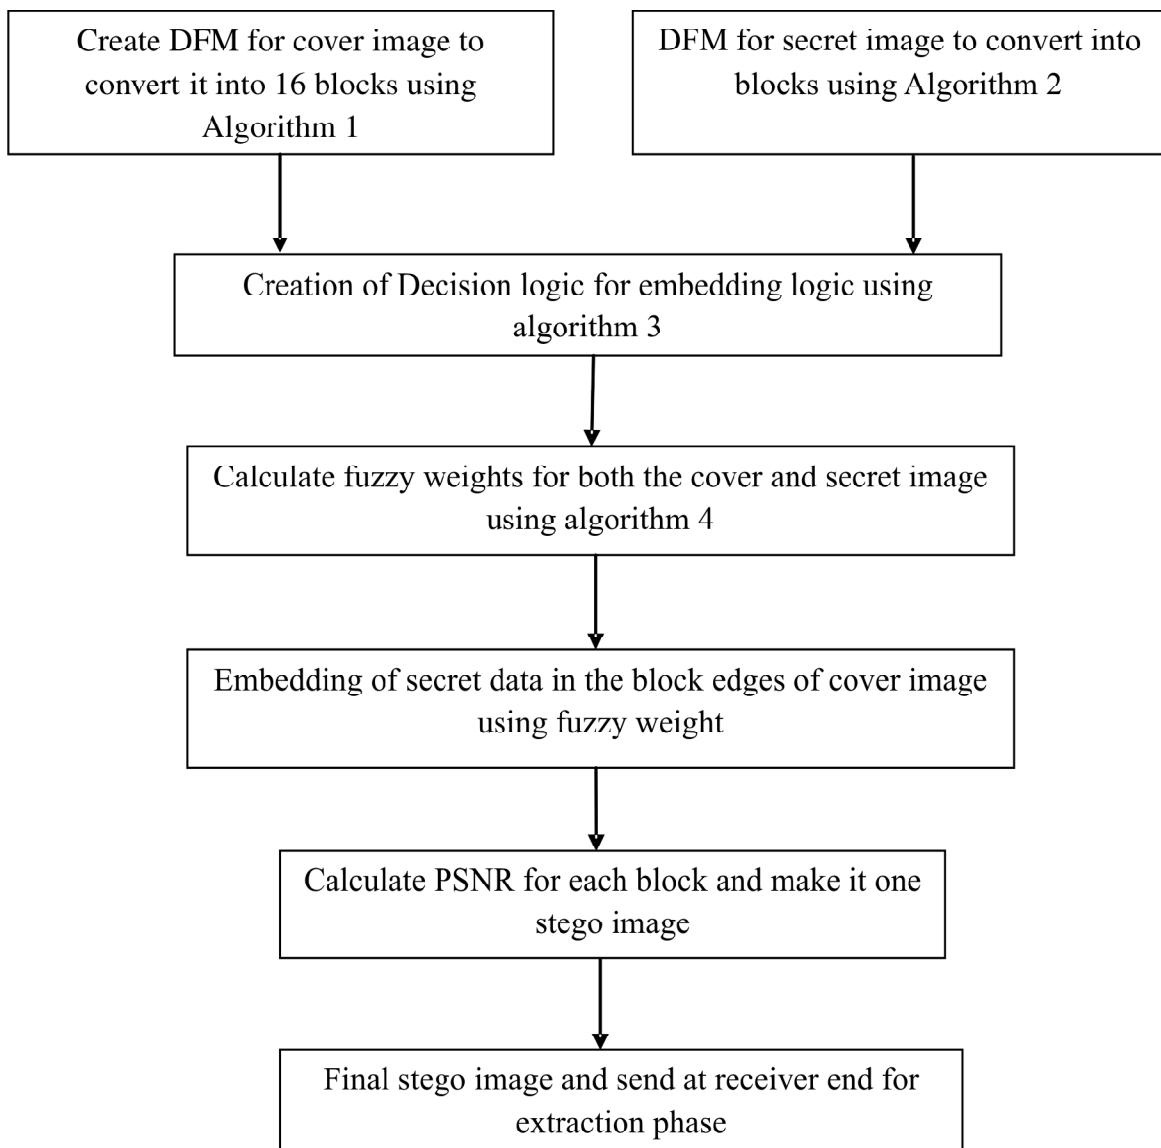 Create DFM for cover image to
convert it into 16 blocks using
Algorithm 1
DFM for secret image to convert into
blocks using Algorithm 2
Creation of Decision logic for embedding logic using
algorithm 3
Calculate fuzzy weights for both the cover and secret image
using algorithm 4
Embedding of secret data in the block edges of cover image
using fuzzy weight
Calculate PSNR for each block and make it one
stego image
Final stego image and send at receiver end for
extraction phase